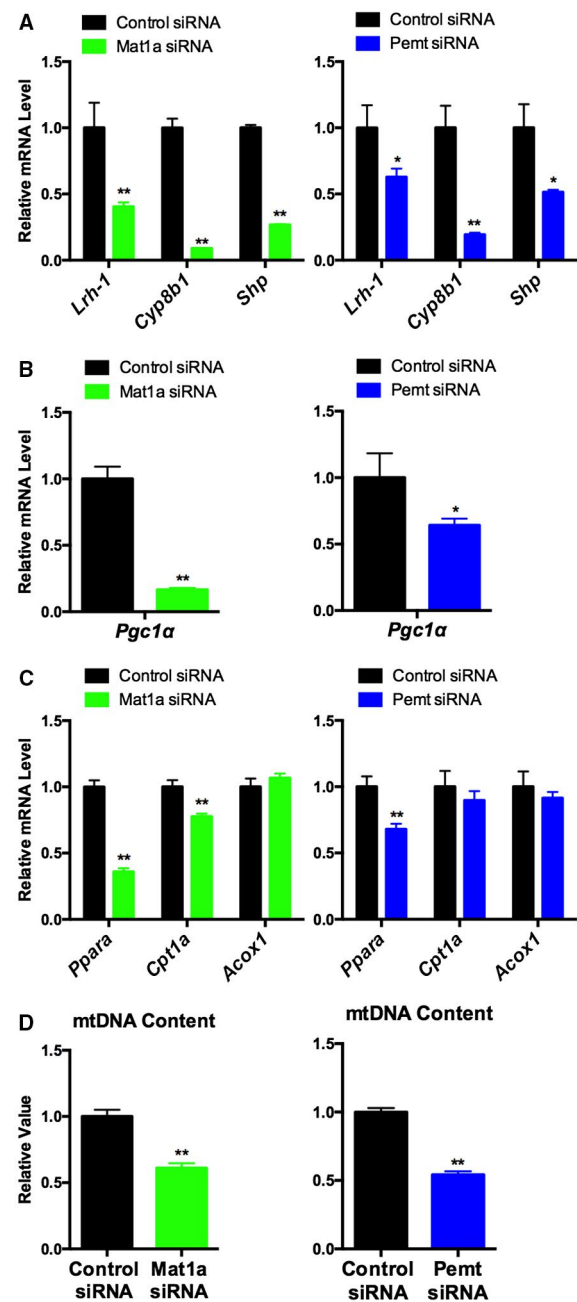 A
Control siRNA
Mat1a siRNA
Relative mRNA Level
1.5
1.0
0.5
0.0
**
**
**
Lrh-1
Cyp8b1
Shp
Control siRNA
Pemt siRNA
1.5
1.0
0.5
0.0
*
**
*
Lrh-1
Cyp8b1
Shp
B
Control siRNA
Mat1a siRNA
Relative mRNA Level
1.5
1.0
0.5
0.0
**
Pgc1α
Control siRNA
Pemt siRNA
1.5
1.0
0.5
0.0
*
Pgc1α
C
Control siRNA
Mat1a siRNA
Relative mRNA Level
1.5
1.0
0.5
0.0
**
**
Ppara
Cpt1a
Acox1
Control siRNA
Pemt siRNA
1.5
1.0
0.5
0.0
**
Ppara
Cpt1a
Acox1
D
mtDNA Content
Relative Value
1.5
1.0
0.5
0.0
**
Control Mat1a
siRNA siRNA
mtDNA Content
1.5
1.0
0.5
0.0
**
Control Pemt
siRNA siRNA